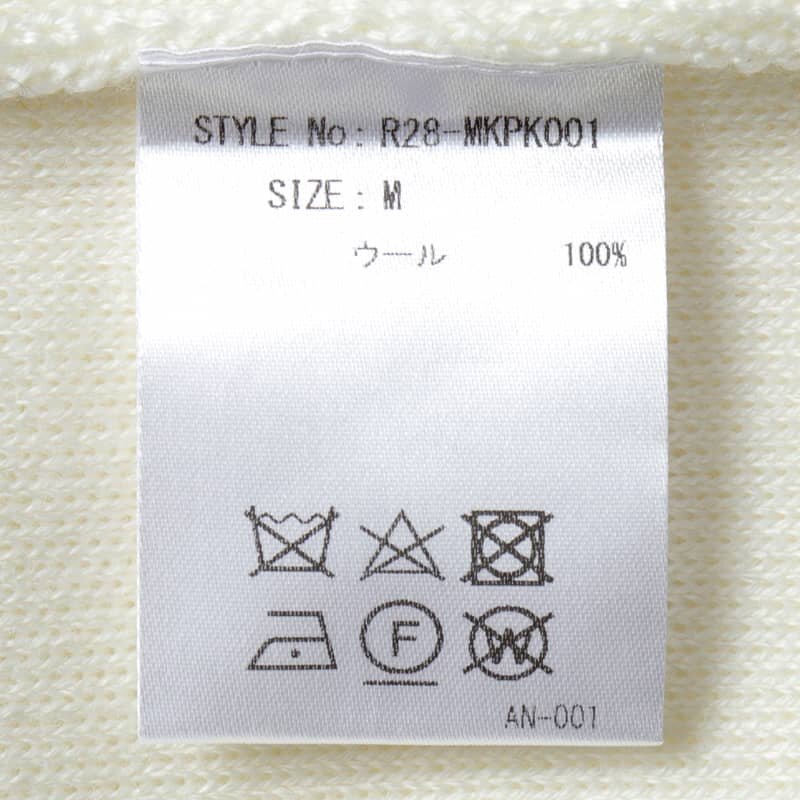 STYLE No: R28-MKPK001
SIZE: M
ウール 100%
F
W
AN-001